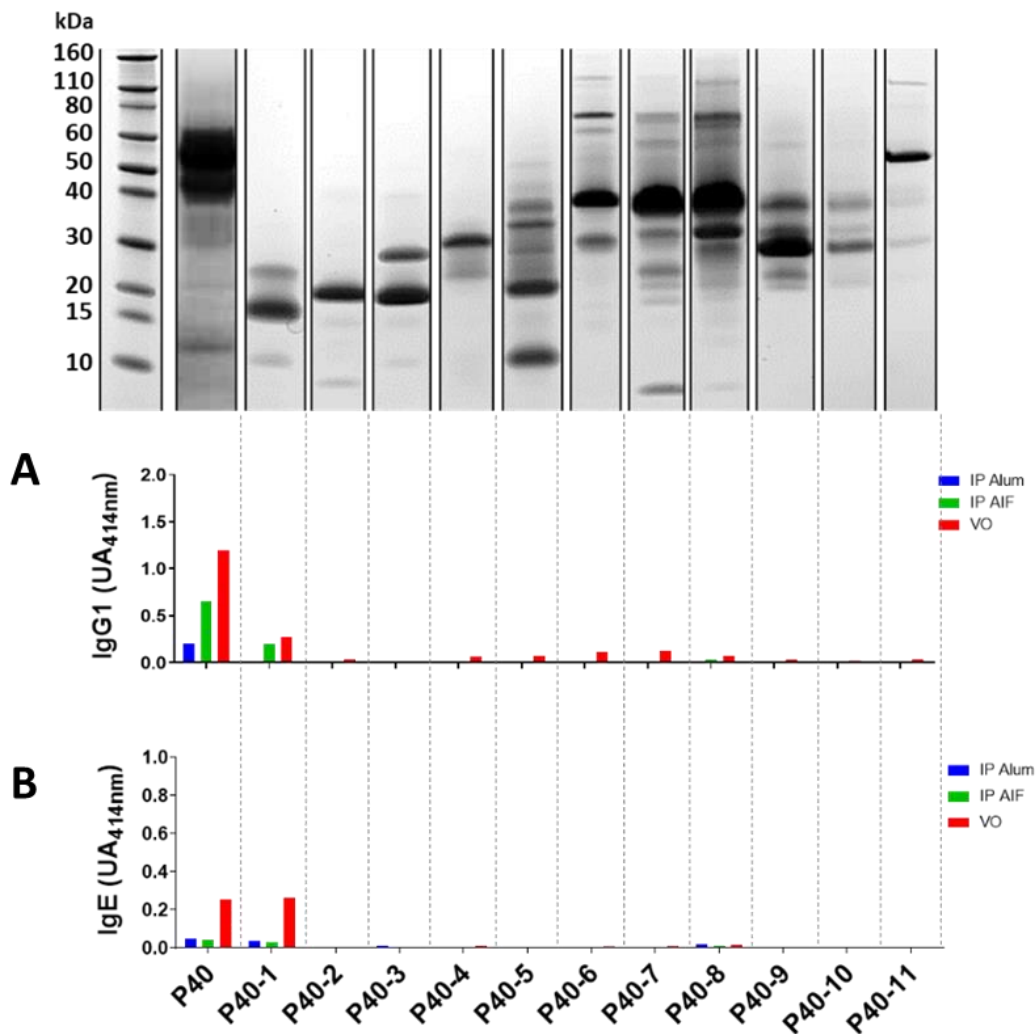 kDa
160
110
80
60
50
40
30
20
15
10
A
IgG1 (UA414nm)
2.0
1.5
1.0
0.5
0.0
IP Alum
IP AIF
VO
B
IgE (UA414nm)
1.0
0.8
0.6
0.4
0.2
0.0
IP Alum
IP AIF
VO
P40
P40-1
P40-2
P40-3
P40-4
P40-5
P40-6
P40-7
P40-8
P40-9
P40-10
P40-11